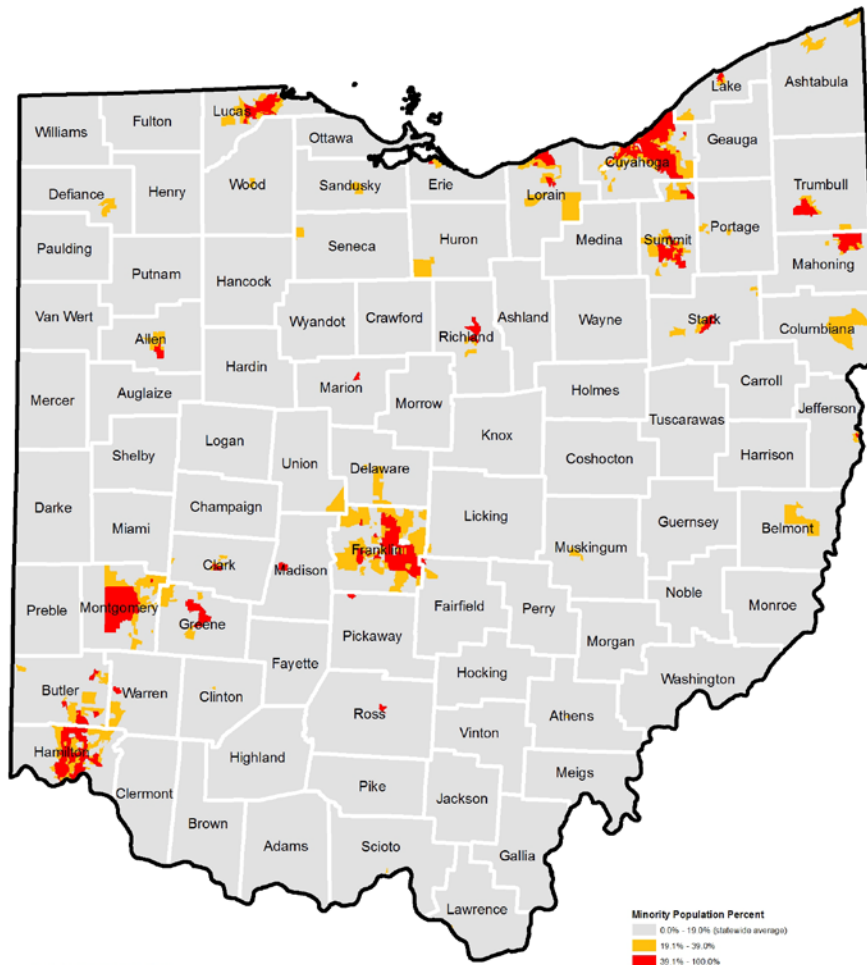 Lake
Ashtabula
Lucas
Fulton
Williams
Ottawa
Geauga
Cuyahoga
Wood
Sandusky
Erie
Lorain
Trumbull
Defiance
Henry
Portage
Medina
Summit
Huron
Seneca
Paulding
Mahoning
Putnam
Hancock
Van Wert
Wyandot
Crawford
Ashland
Wayne
Stark
Columbiana
Richland
Allen
Hardin
Carroll
Marion
Holmes
Auglaize
Mercer
Morrow
Jefferson
Tuscarawas
Knox
Logan
Union
Shelby
Coshocton
Harrison
Delaware
Darke
Champaign
Licking
Guernsey
Miami
Belmont
Franklin
Muskingum
Clark
Madison
Noble
Preble
Montgomery
Fairfield
Perry
Monroe
Greene
Pickaway
Morgan
Fayette
Hocking
Washington
Butler
Warren
Clinton
Ross
Athens
Vinton
Hamilton
Highland
Meigs
Pike
Clermont
Jackson
Brown
Adams
Scioto
Gallia
Lawrence
Minority Population Percent
0.0% - 19.0% (statewide average)
19.1% - 39.0%
39.1% - 100.0%